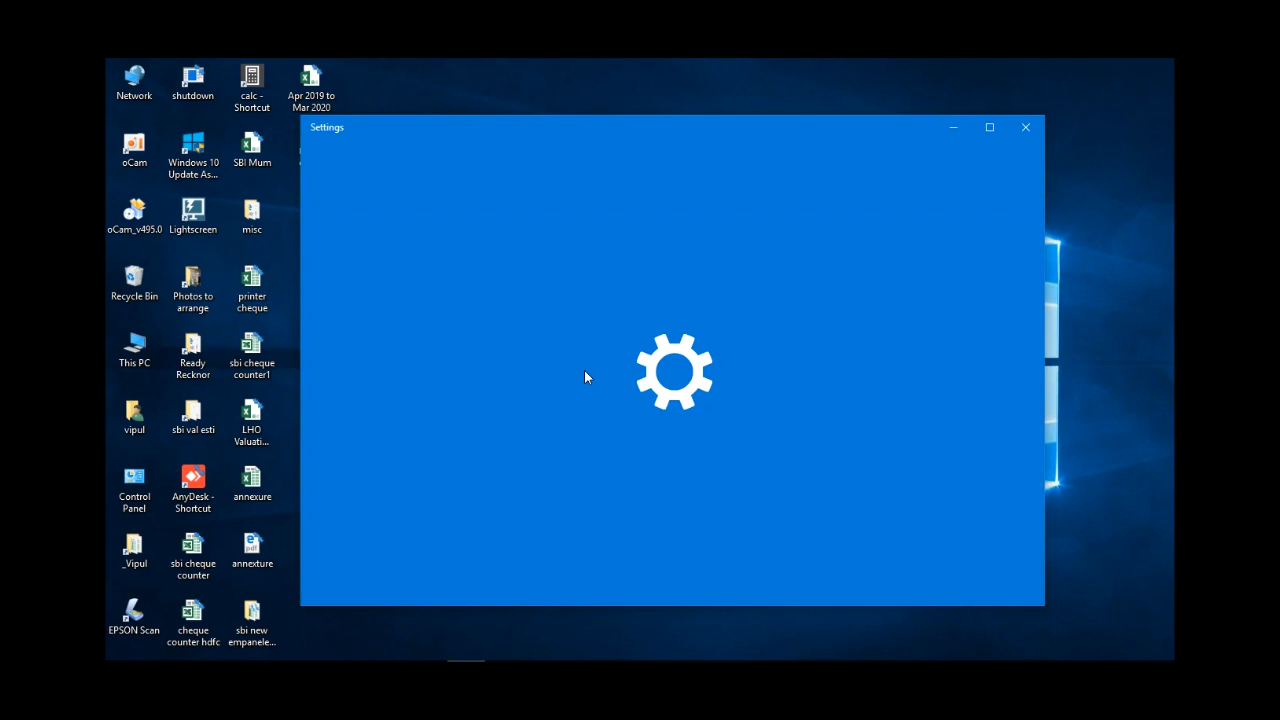 Network
shutdown
calc -
Shortcut
Apr 2019 to
Mar 2020
Settings
oCam
Windows 10
Update As...
SBI Mum
oCam_v495.0
Lightscreen
misc
Recycle Bin
Photos to
arrange
printer
cheque
This PC
Ready
Recknor
sbi cheque
counter1
vipul
sbi val esti
LHO
Valuati...
Control
Panel
AnyDesk -
Shortcut
annexure
_Vipul
sbi cheque
counter
pdf
annexture
EPSON Scan
cheque
counter hdfc
sbi new
empanele...